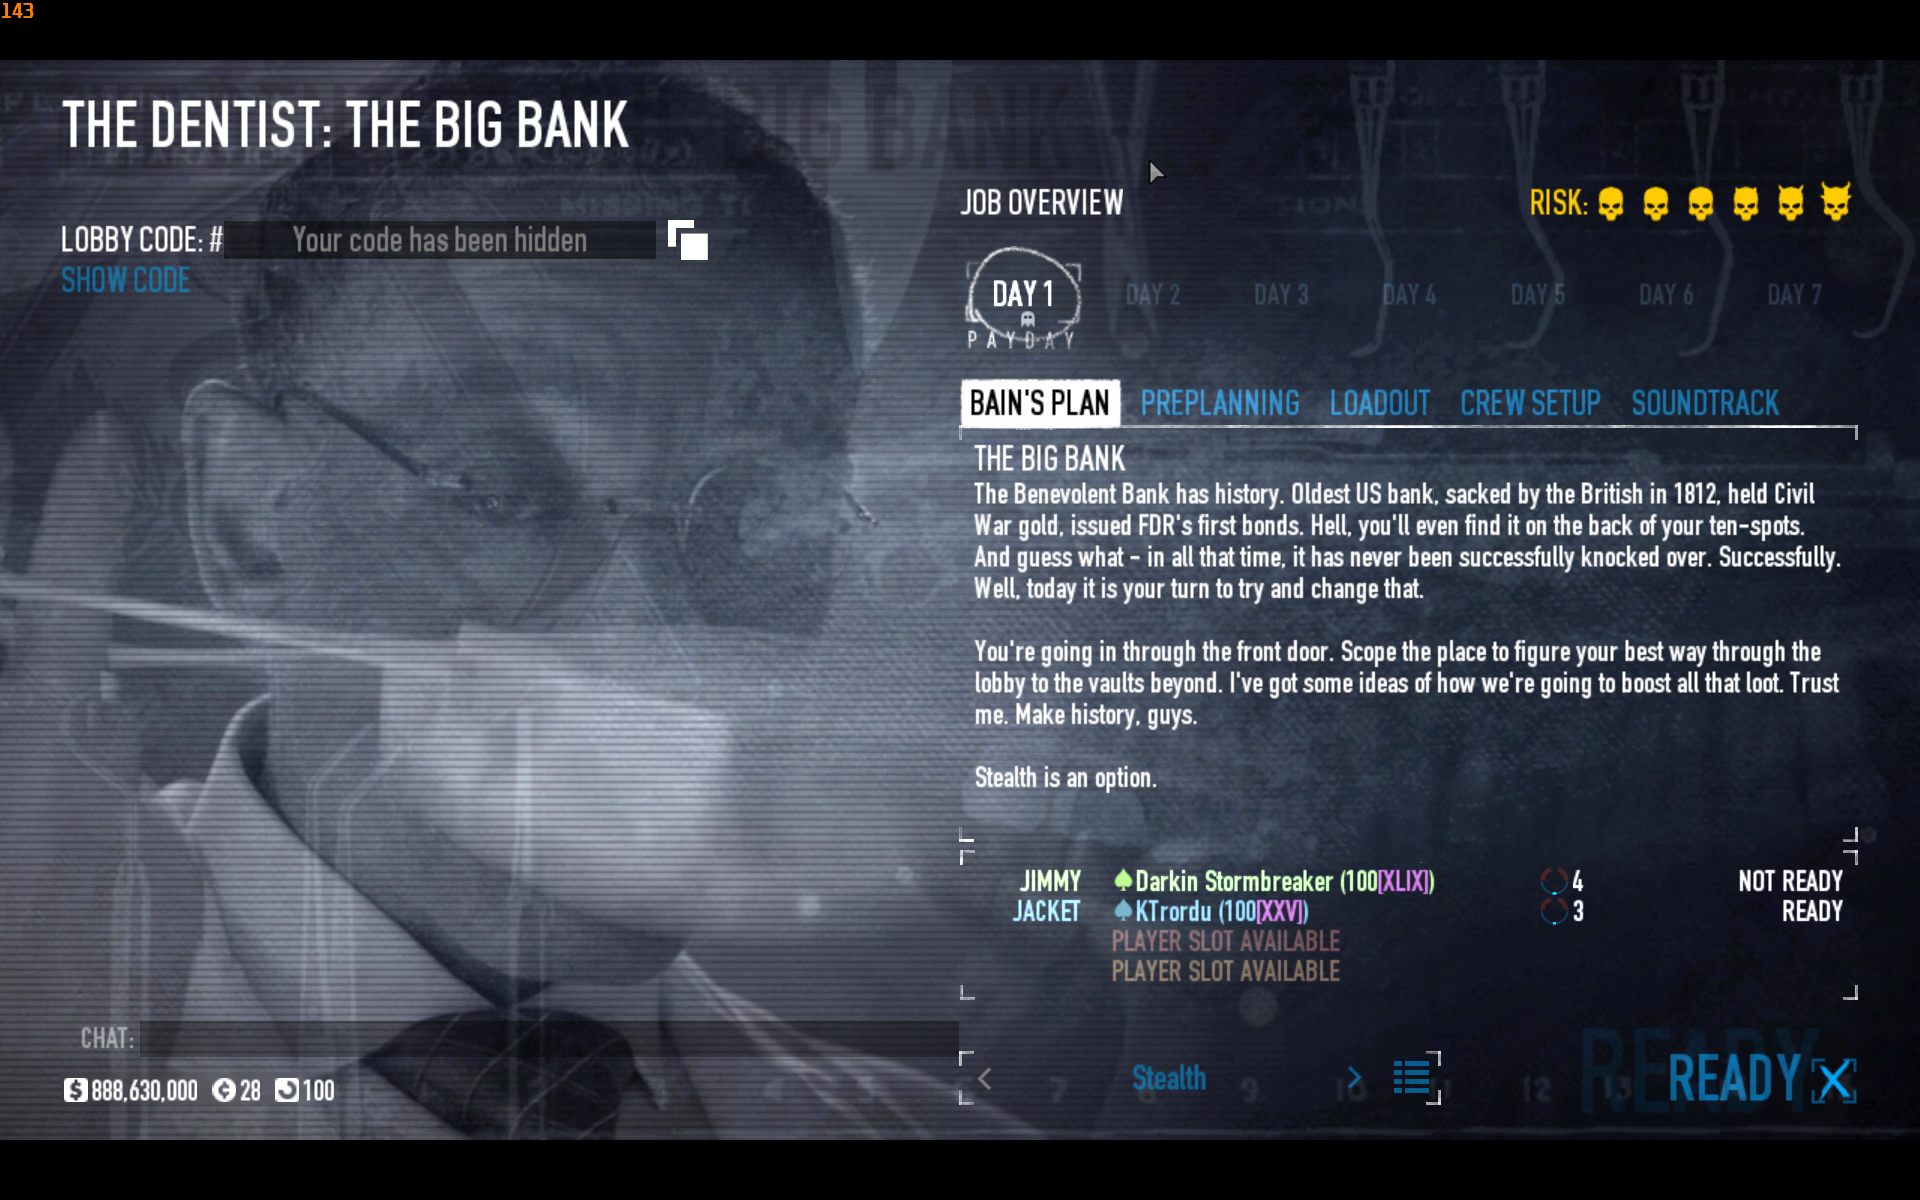 143
THE DENTIST: THE BIG BANK
LOBBY CODE: # Your code has been hidden
SHOW CODE
JOB OVERVIEW
RISK:
DAY 1 DAY 2 DAY 3 DAY 4 DAY 5 DAY 6 DAY 7
PAYDAY
BAIN'S PLAN PREPLANNING LOADOUT CREW SETUP SOUNDTRACK
THE BIG BANK
The Benevolent Bank has history. Oldest US bank, sacked by the British in 1812, held Civil
War gold, issued FDR's first bonds. Hell, you'll even find it on the back of your ten-spots.
And guess what - in all that time, it has never been successfully knocked over. Successfully.
Well, today it is your turn to try and change that.
You're going in through the front door. Scope the place to figure your best way through the
lobby to the vaults beyond. I've got some ideas of how we're going to boost all that loot. Trust
me. Make history, guys.
Stealth is an option.
JIMMY ♠Darkin Stormbreaker (100[XLIX]) 4 NOT READY
JACKET ♠KTrordu (100[XXV]) 3 READY
PLAYER SLOT AVAILABLE
PLAYER SLOT AVAILABLE
CHAT:
888,630,000 28 100
< Stealth >
READY